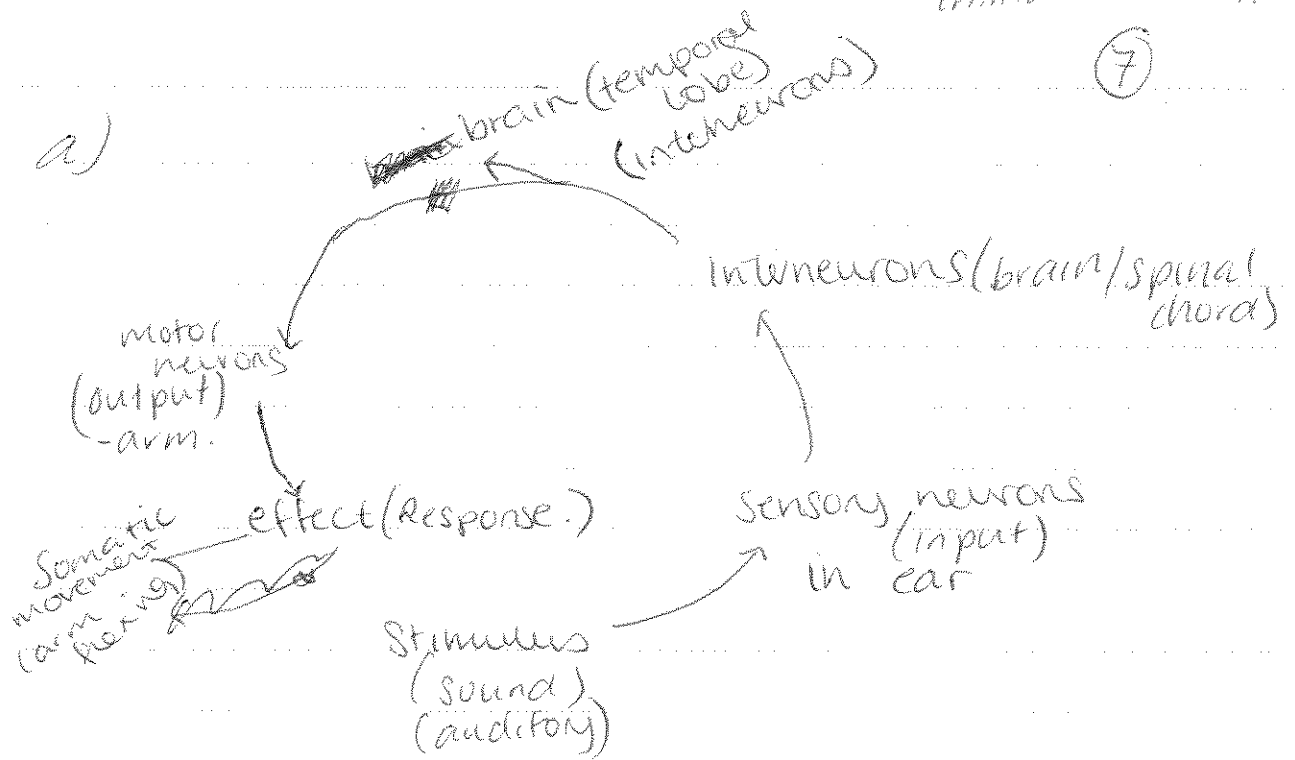 7
a)
brain (temporal
lobe)
(interneurons)
Interneurons (brain/spinal
chord)
motor
neurons
(output)
-arm.
effect (Response.)
Somatic
movement
(arm
Sensory neurons
(input)
in ear
Stimulus
(sound)
(auditory)